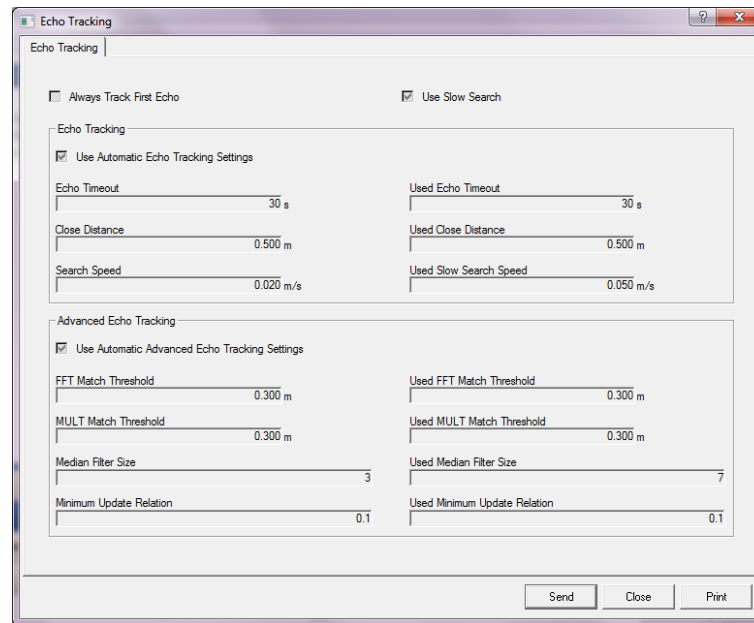 Echo Tracking
Echo Tracking
Always Track First Echo Use Slow Search
Echo Tracking
Use Automatic Echo Tracking Settings
Echo Timeout Used Echo Timeout
30 s 30 s
Close Distance Used Close Distance
0.500 m 0.500 m
Search Speed Used Slow Search Speed
0.020 m/s 0.050 m/s
Advanced Echo Tracking
Use Automatic Advanced Echo Tracking Settings
FFT Match Threshold Used FFT Match Threshold
0.300 m 0.300 m
MULT Match Threshold Used MULT Match Threshold
0.300 m 0.300 m
Median Filter Size Used Median Filter Size
3 7
Minimum Update Relation Used Minimum Update Relation
0.1 0.1
Send Close Print